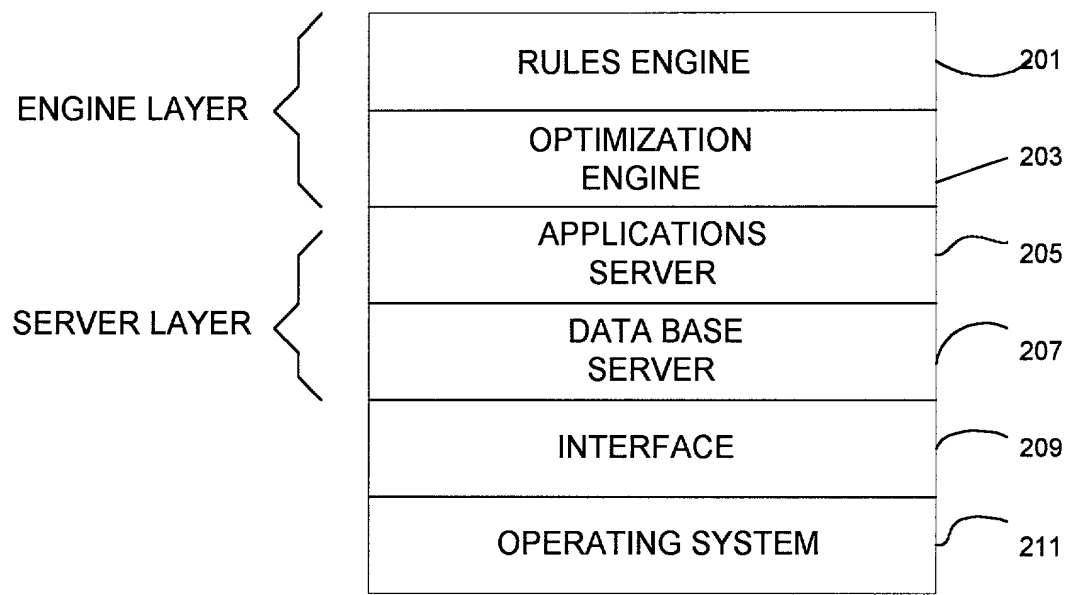 RULES ENGINE
201
ENGINE LAYER
OPTIMIZATION
ENGINE
203
APPLICATIONS
SERVER
205
SERVER LAYER
DATA BASE
SERVER
207
INTERFACE
209
OPERATING SYSTEM
211